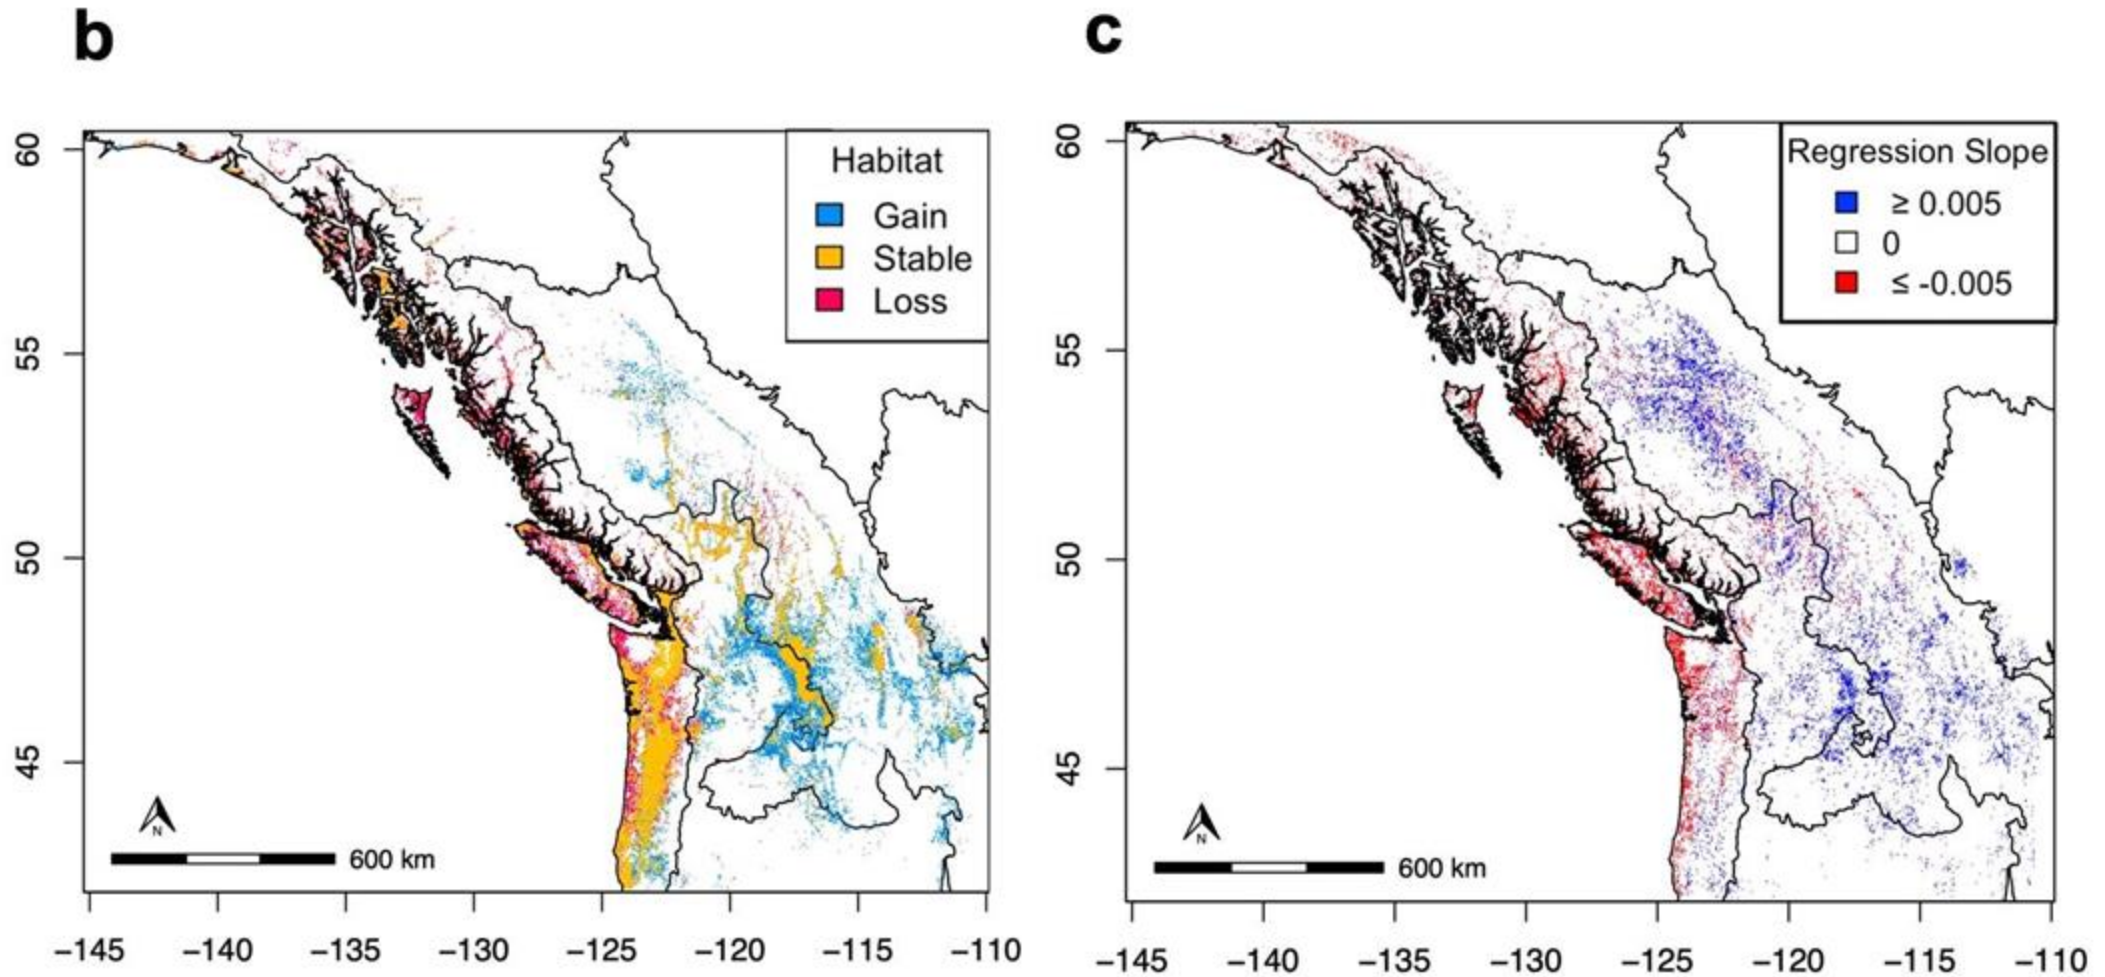 b
60
55
50
45
Habitat
Gain
Stable
Loss
N
600 km
−145 −140 −135 −130 −125 −120 −115 −110
c
60
55
50
45
Regression Slope
≥ 0.005
0
≤ -0.005
N
600 km
−145 −140 −135 −130 −125 −120 −115 −110